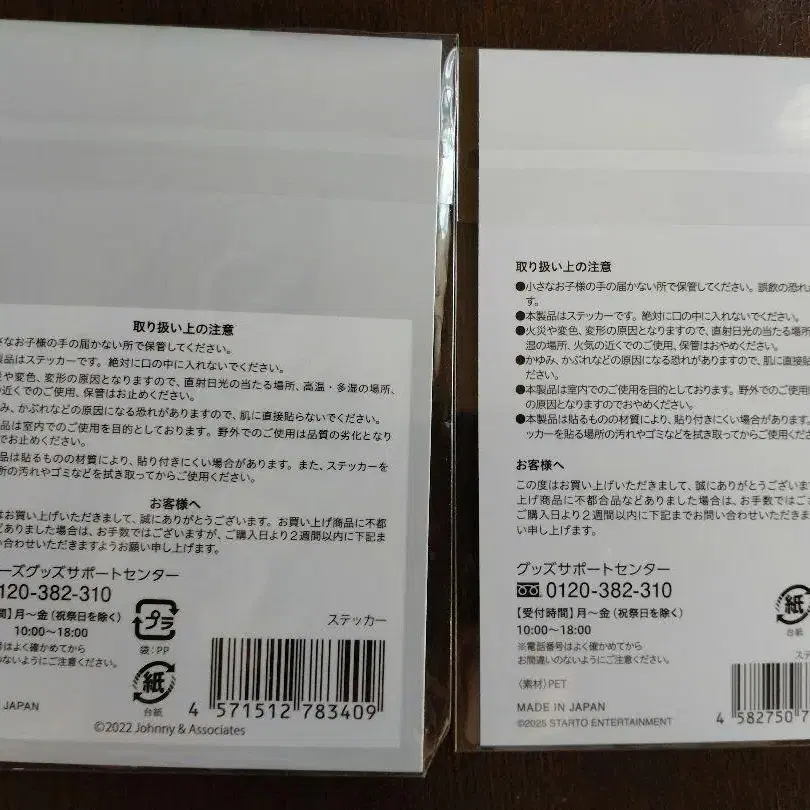 取り扱い上の注意
さなお子様の手の届かない所で保管してください。
製品はステッカーです。絶対に口の中に入れないでください。
や変色、変形の原因となりますので、直射日光の当たる場所、高温・多湿の場所、
の近くでのご使用、保管はお止めください。
み、かぶれなどの原因になる恐れがありますので、肌に直接貼らないでください。
品は室内でのご使用を目的としております。野外でのご使用は品質の劣化となり
でお止めください。
品は貼るものの材質により、貼り付きにくい場合があります。また、ステッカーを
所の汚れやゴミなどを拭き取ってからご使用ください。
お客様へ
はお買い上げいただきまして、誠にありがとうございます。お買い上げ商品に不都
どありました場合は、お手数ではございますが、ご購入日より2週間以内に下記ま
い合わせいただきますようお願い申し上げます。
ーズグッズサポートセンター
120-382-310
間】月～金（祝祭日を除く）
10:00～18:00
号はよく確かめてから
のないようにご注意ください。
袋:PP
紙
台紙
ステッカー
JAPAN
4 571512 783409
©2022 Johnny & Associates
取り扱い上の注意
●小さなお子様の手の届かない所で保管してください。誤飲の恐れ
す。
●本製品はステッカーです。絶対に口の中に入れないでください。
●火災や変色、変形の原因となりますので、直射日光の当たる場所
湿の場所、火気の近くでのご使用、保管はおやめください。
●かゆみ、かぶれなどの原因になる恐れがありますので、肌に直接貼
ださい。
●本製品は室内でのご使用を目的としております。野外でのご使用
の原因となりますのでおやめください。
●本製品は貼るものの材質により、貼り付きにくい場合があります。
ッカーを貼る場所の汚れやゴミなどを拭き取ってからご使用くださ
お客様へ
この度はお買い上げいただきまして、誠にありがとうございます
上げ商品に不都合品などありました場合は、お手数ではござ
ご購入日より2週間以内に下記までお問い合わせいただきま
い申し上げます。
グッズサポートセンター
0120-382-310
【受付時間】月～金（祝祭日を除く）
10:00～18:00
※電話番号はよく確かめてから
お間違いのないようにご注意ください。
紙
台紙
〈素材〉PET
MADE IN JAPAN
©2025 STARTO ENTERTAINMENT
4 582750 7